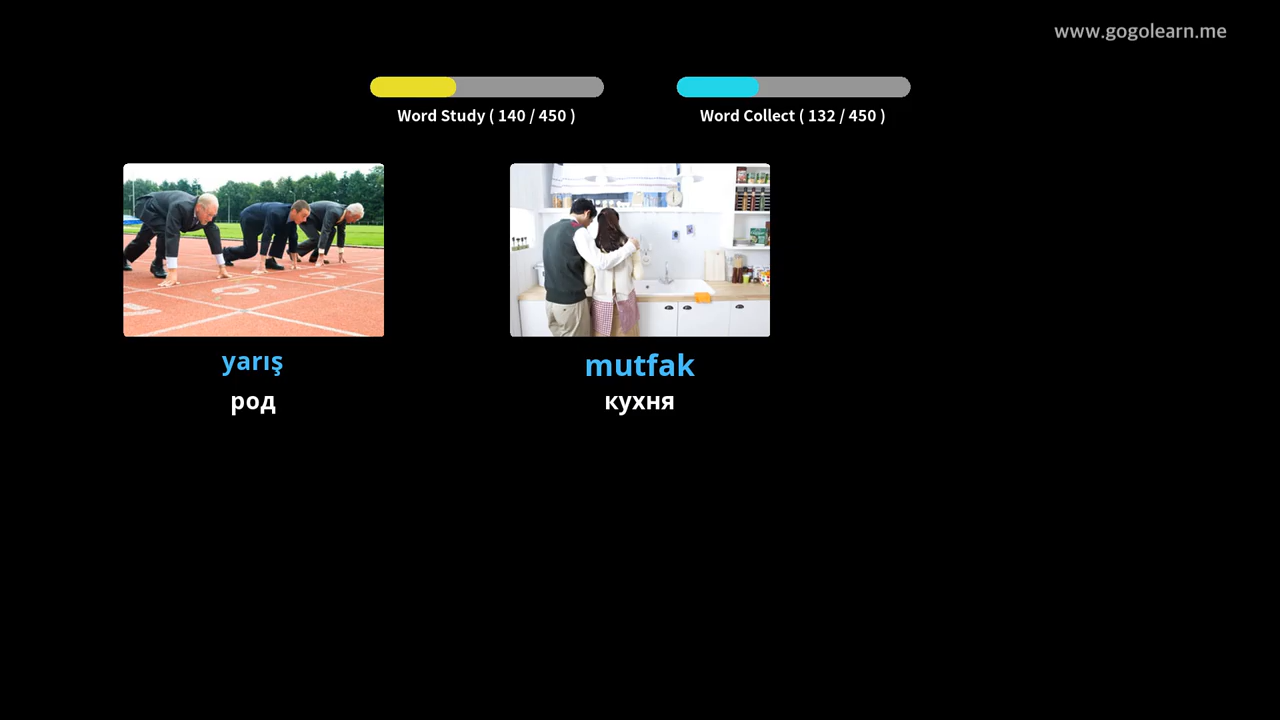 www.gogolearn.me
Word Study ( 140 / 450 )
Word Collect ( 132 / 450 )
yarış
mutfak
род
кухня